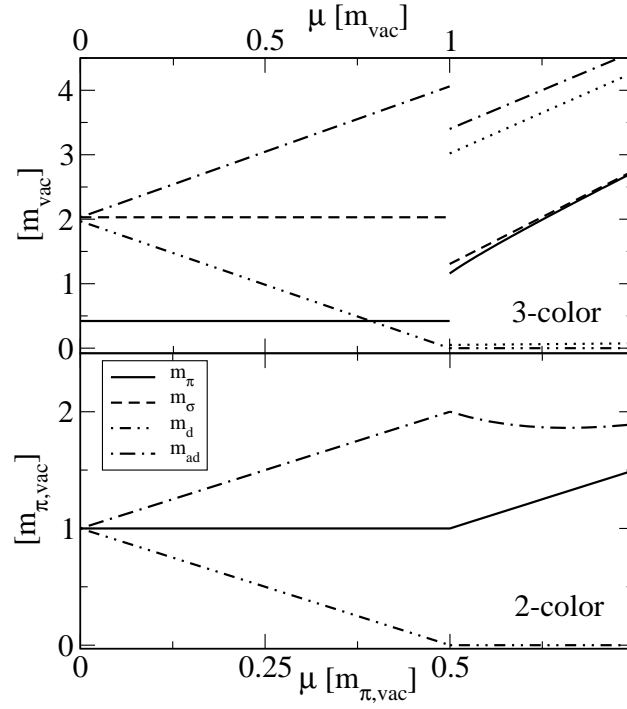 μ [m_vac]
0 0.5 1
[m_vac]
4
3
2
1
0
3-color
m_π
m_σ
m_d
m_ad
[m_π,vac]
2
1
0
2-color
0 0.25 0.5
μ [m_π,vac]